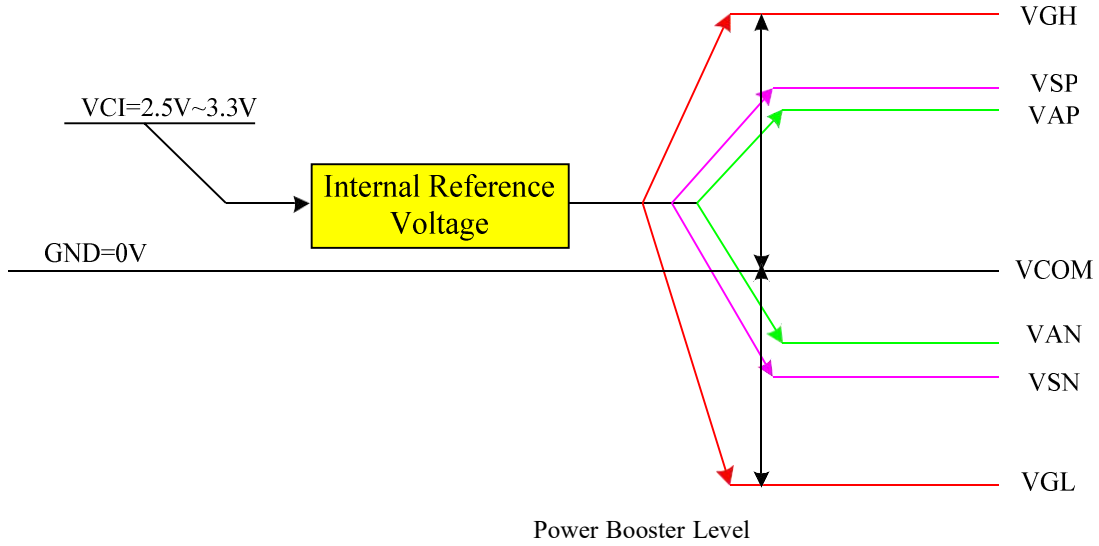 VGH
VSP
VCI=2.5V~3.3V
VAP
Internal Reference
Voltage
GND=0V
VCOM
VAN
VSN
VGL
Power Booster Level